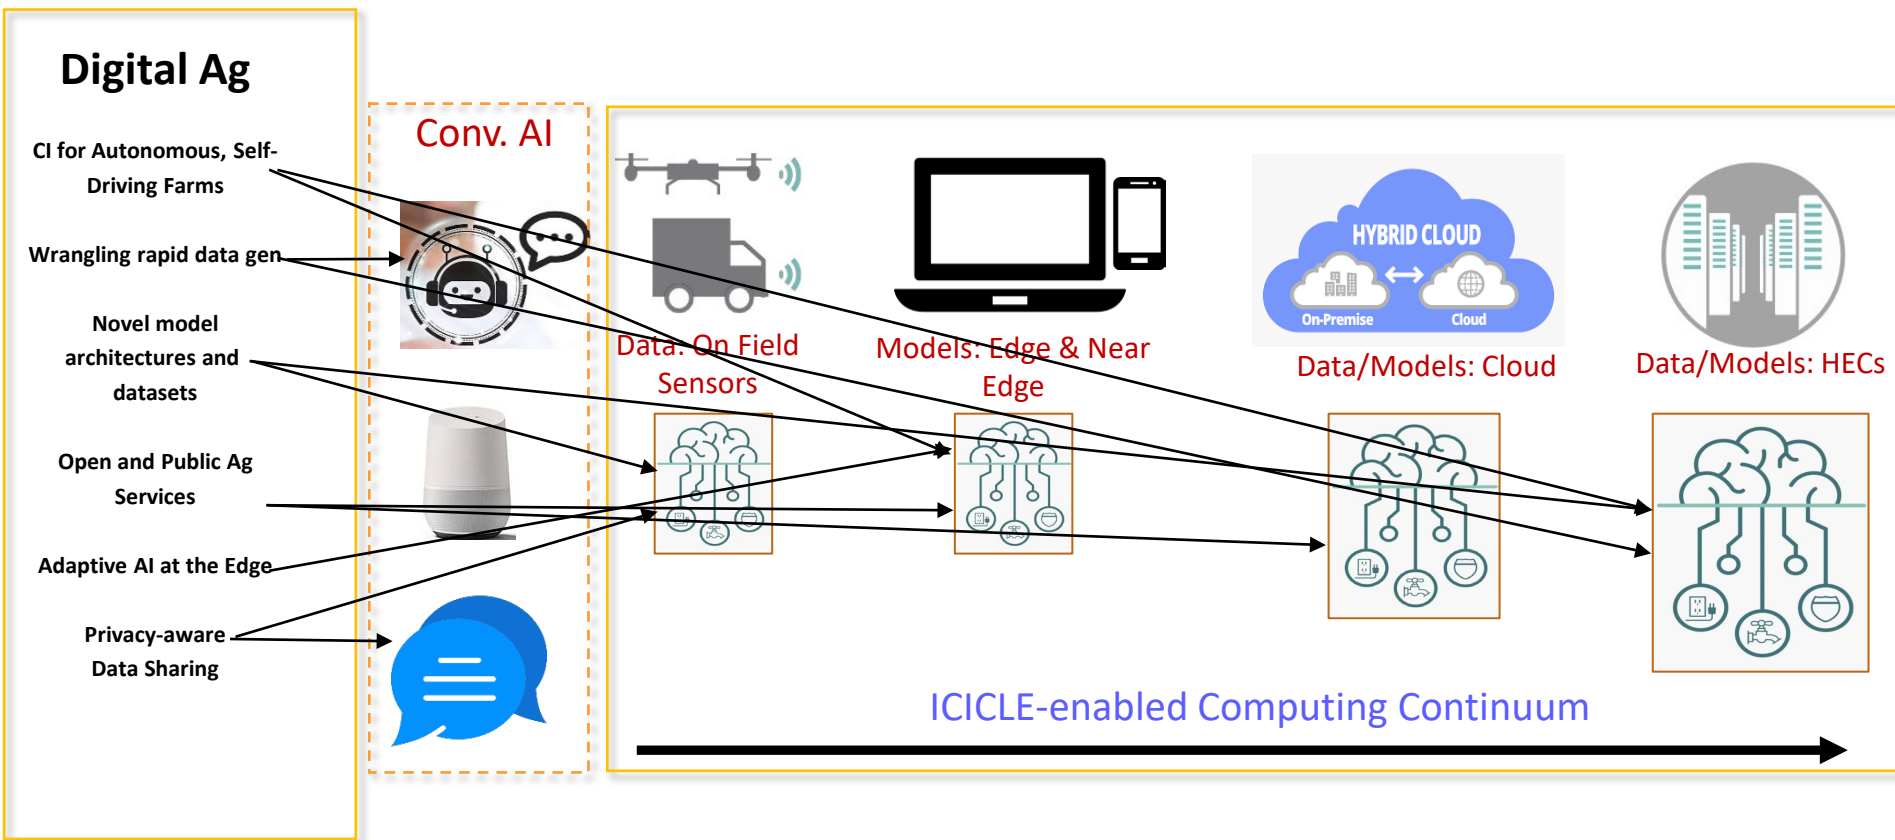 Digital Ag
CI for Autonomous, Self-
Driving Farms
Wrangling rapid data gen
Novel model
architectures and
datasets
Open and Public Ag
Services
Adaptive AI at the Edge
Privacy-aware
Data Sharing
Conv. AI
Data: On Field
Sensors
Models: Edge & Near
Edge
HYBRID CLOUD
On-Premise
Cloud
Data/Models: Cloud
Data/Models: HECs
ICICLE-enabled Computing Continuum